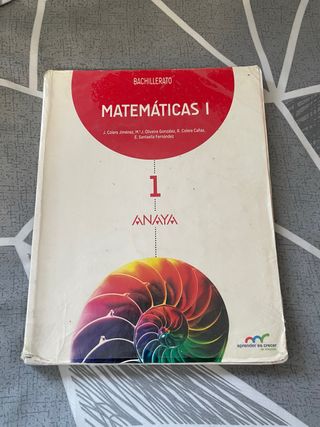 BACHILLERATO
MATEMÁTICAS I
J. Colera Jiménez, M.ª J. Oliveira González, R. Colera Cañas,
E. Santaella Fernández
1
ANAYA
aprender es crecer